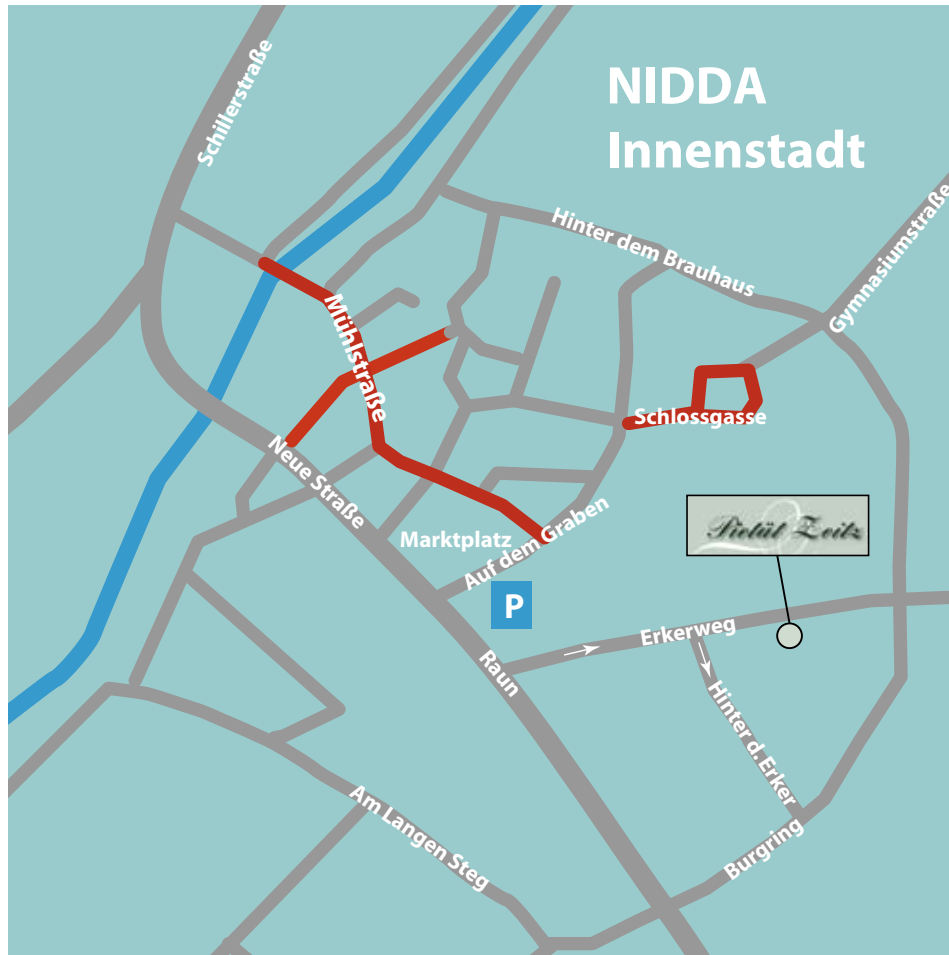 NIDDA
Innenstadt
Schillerstraße
Hinter dem Brauhaus
Gymnasiumstraße
Mühlstraße
Schlossgasse
Neue Straße
Marktplatz
Auf dem Graben
Pietät Zeitz
P
Erkerweg
Raun
Hinter d. Erker
Am Langen Steg
Burgring